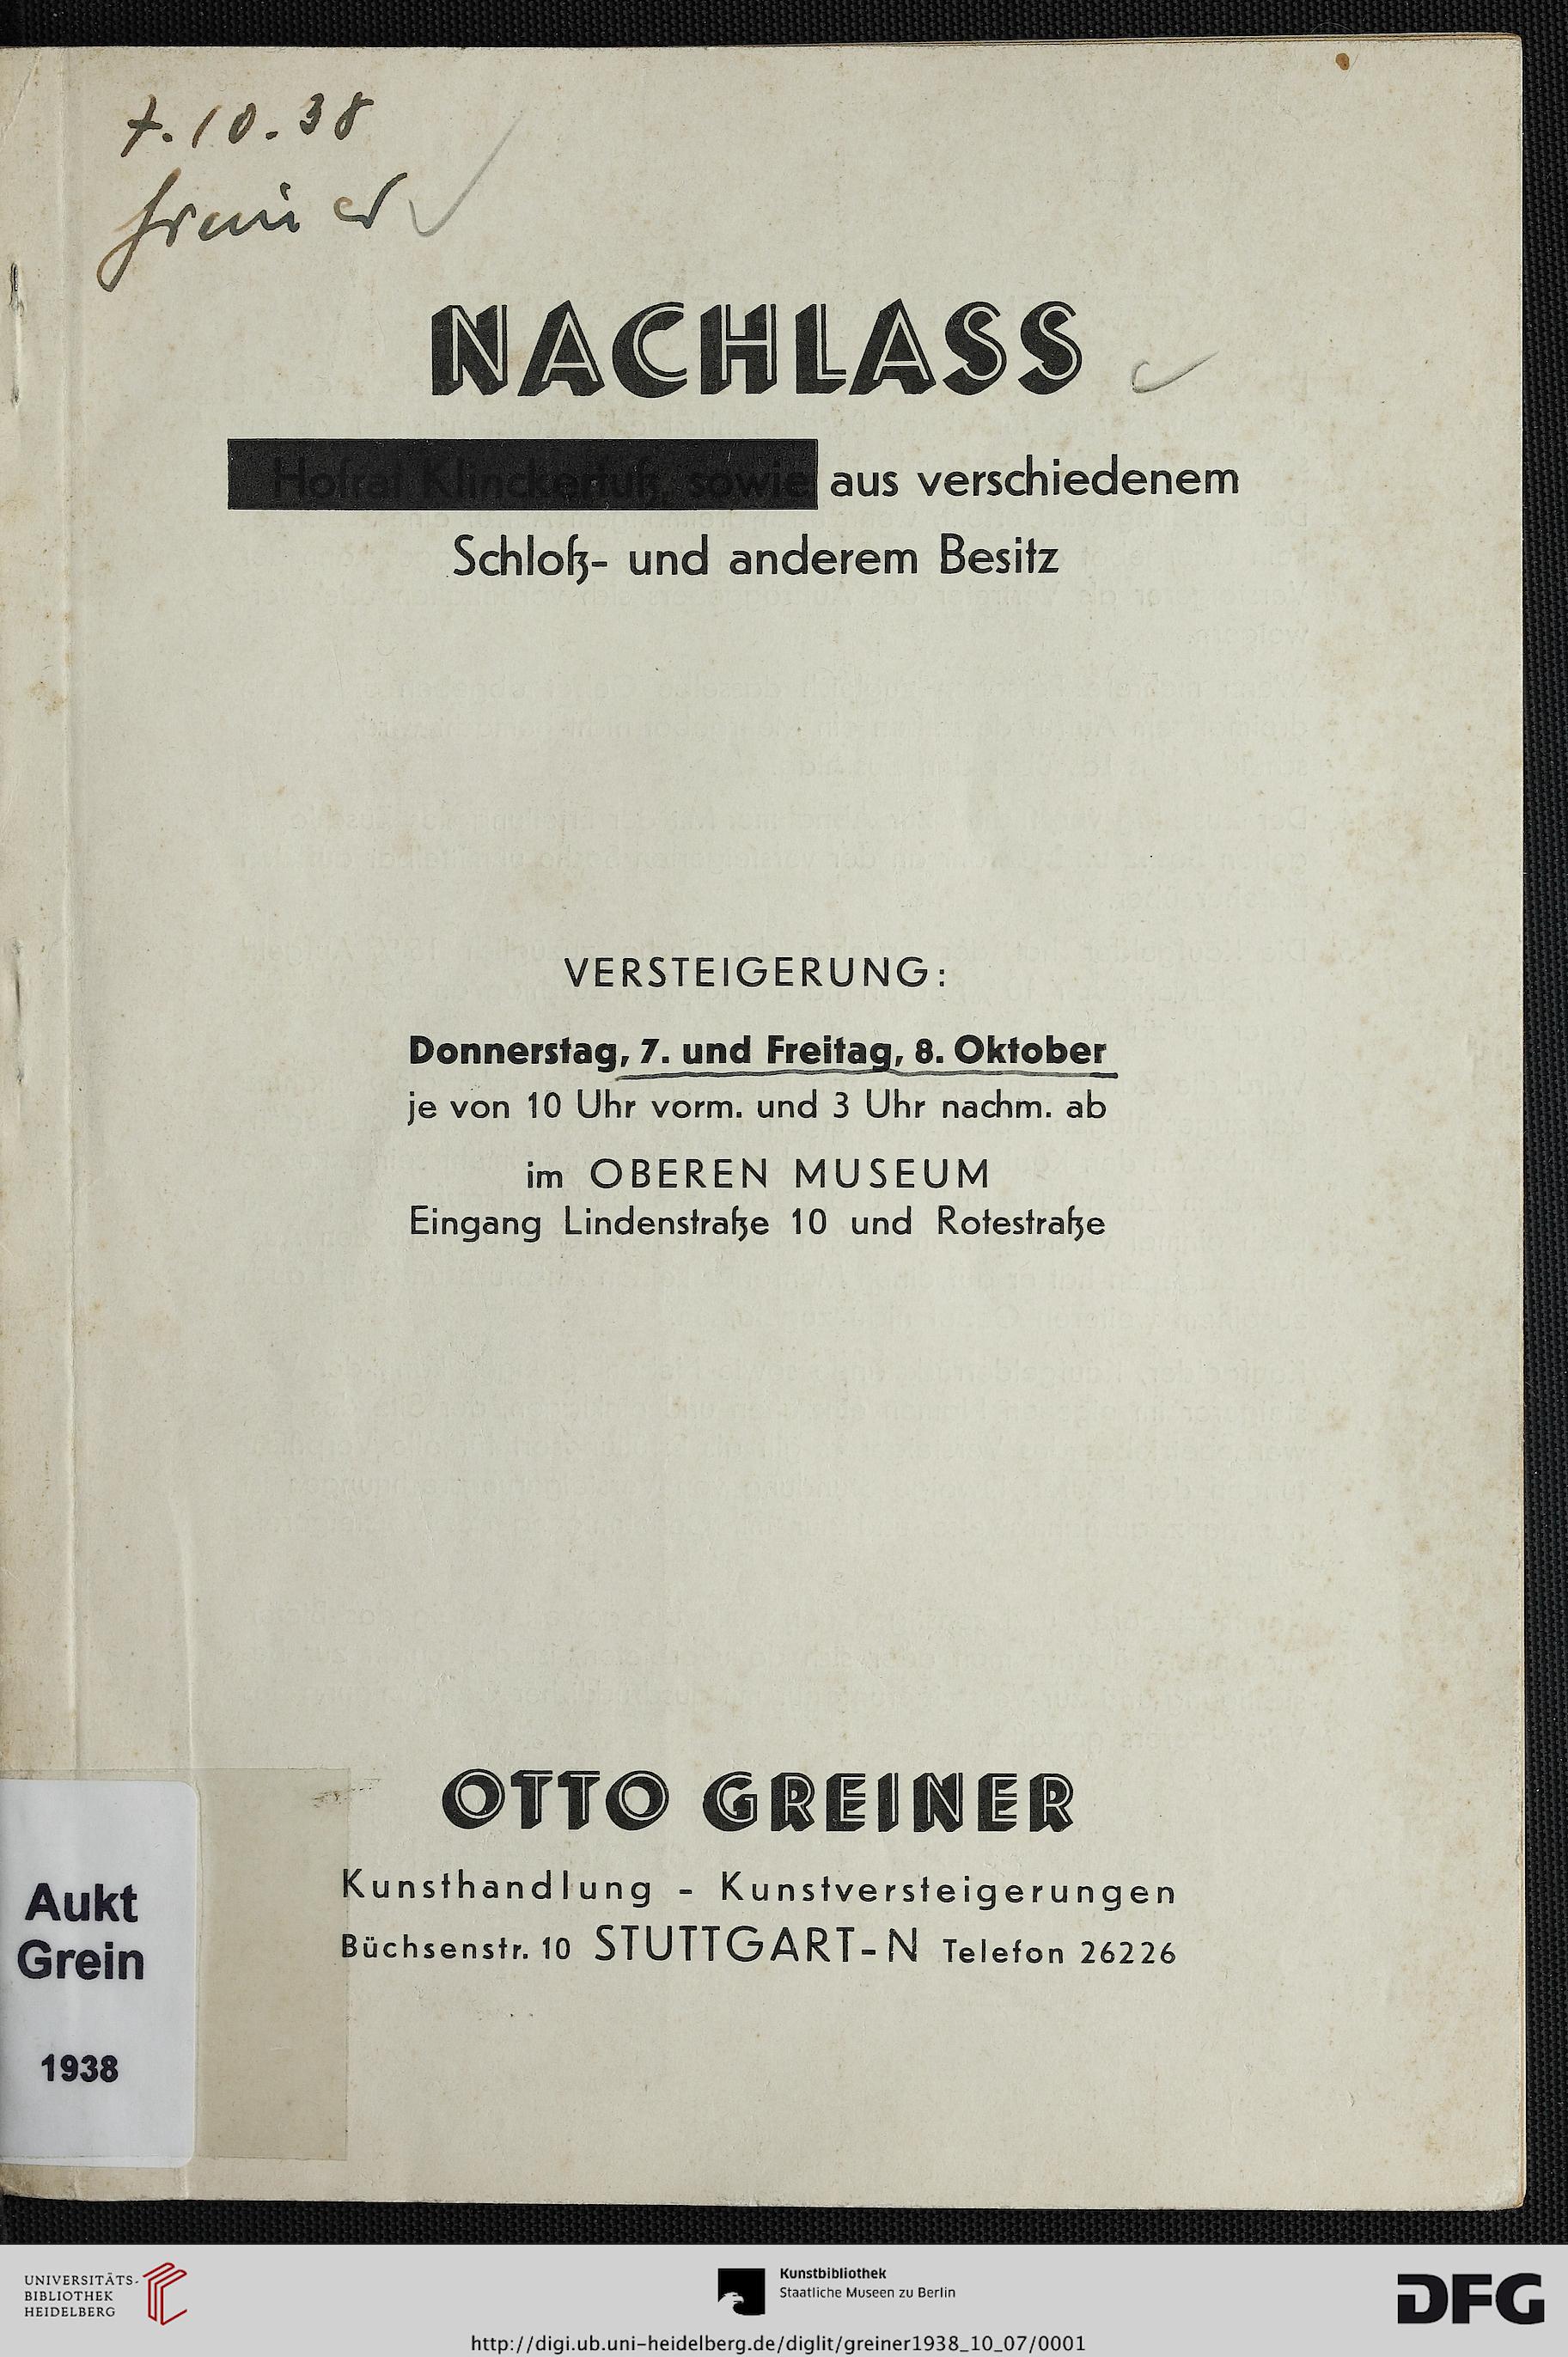 7.10.38
Greiner
NACHLASS
Hofrat Klinckerfuß, sowie aus verschiedenem
Schloß- und anderem Besitz
VERSTEIGERUNG:
Donnerstag, 7. und Freitag, 8. Oktober
je von 10 Uhr vorm. und 3 Uhr nachm. ab
im OBEREN MUSEUM
Eingang Lindenstraße 10 und Rotestraße
OTTO GREINER
Kunsthandlung - Kunstversteigerungen
Büchsenstr. 10 STUTTGART-N Telefon 26226
Aukt
Grein
1938
UNIVERSITÄTS-
BIBLIOTHEK
HEIDELBERG
Kunstbibliothek
Staatliche Museen zu Berlin
DFG
http://digi.ub.uni-heidelberg.de/diglit/greiner1938_10_07/0001